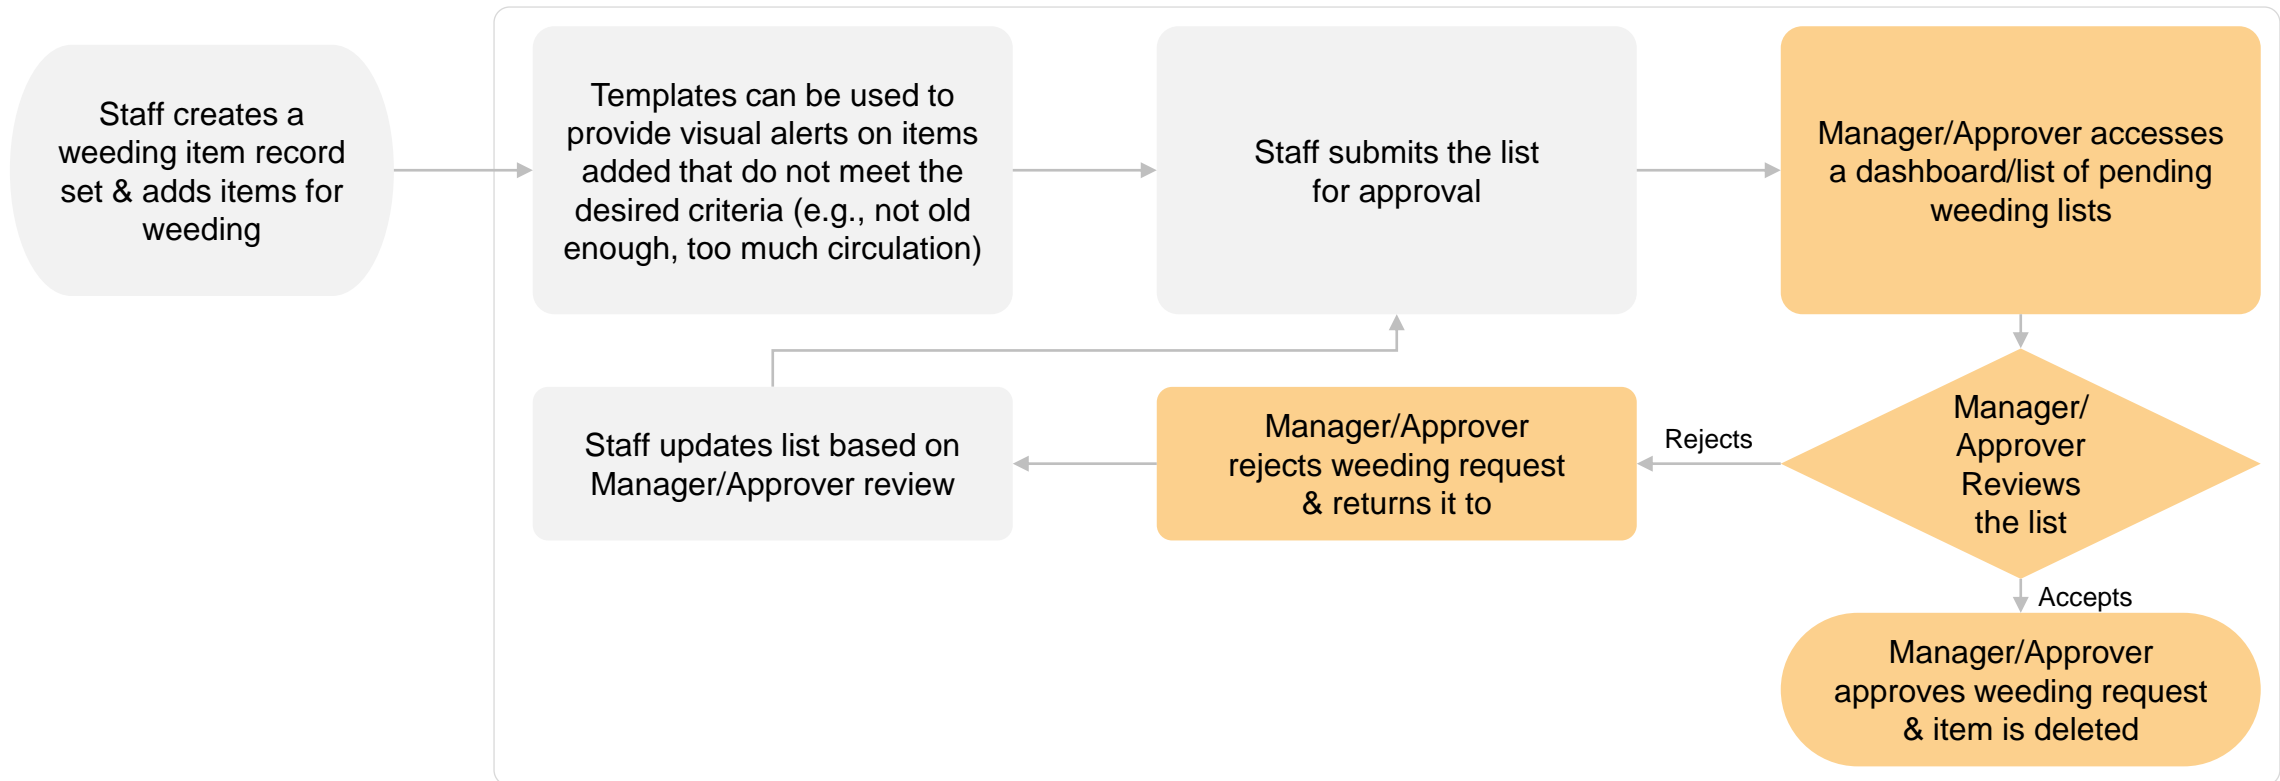 Staff creates a
weeding item record
set & adds items for
weeding
Templates can be used to
provide visual alerts on items
added that do not meet the
desired criteria (e.g., not old
enough, too much circulation)
Staff submits the list
for approval
Manager/Approver accesses
a dashboard/list of pending
weeding lists
Manager/
Approver
Reviews
the list
Rejects
Manager/Approver
rejects weeding request
& returns it to
Staff updates list based on
Manager/Approver review
Accepts
Manager/Approver
approves weeding request
& item is deleted